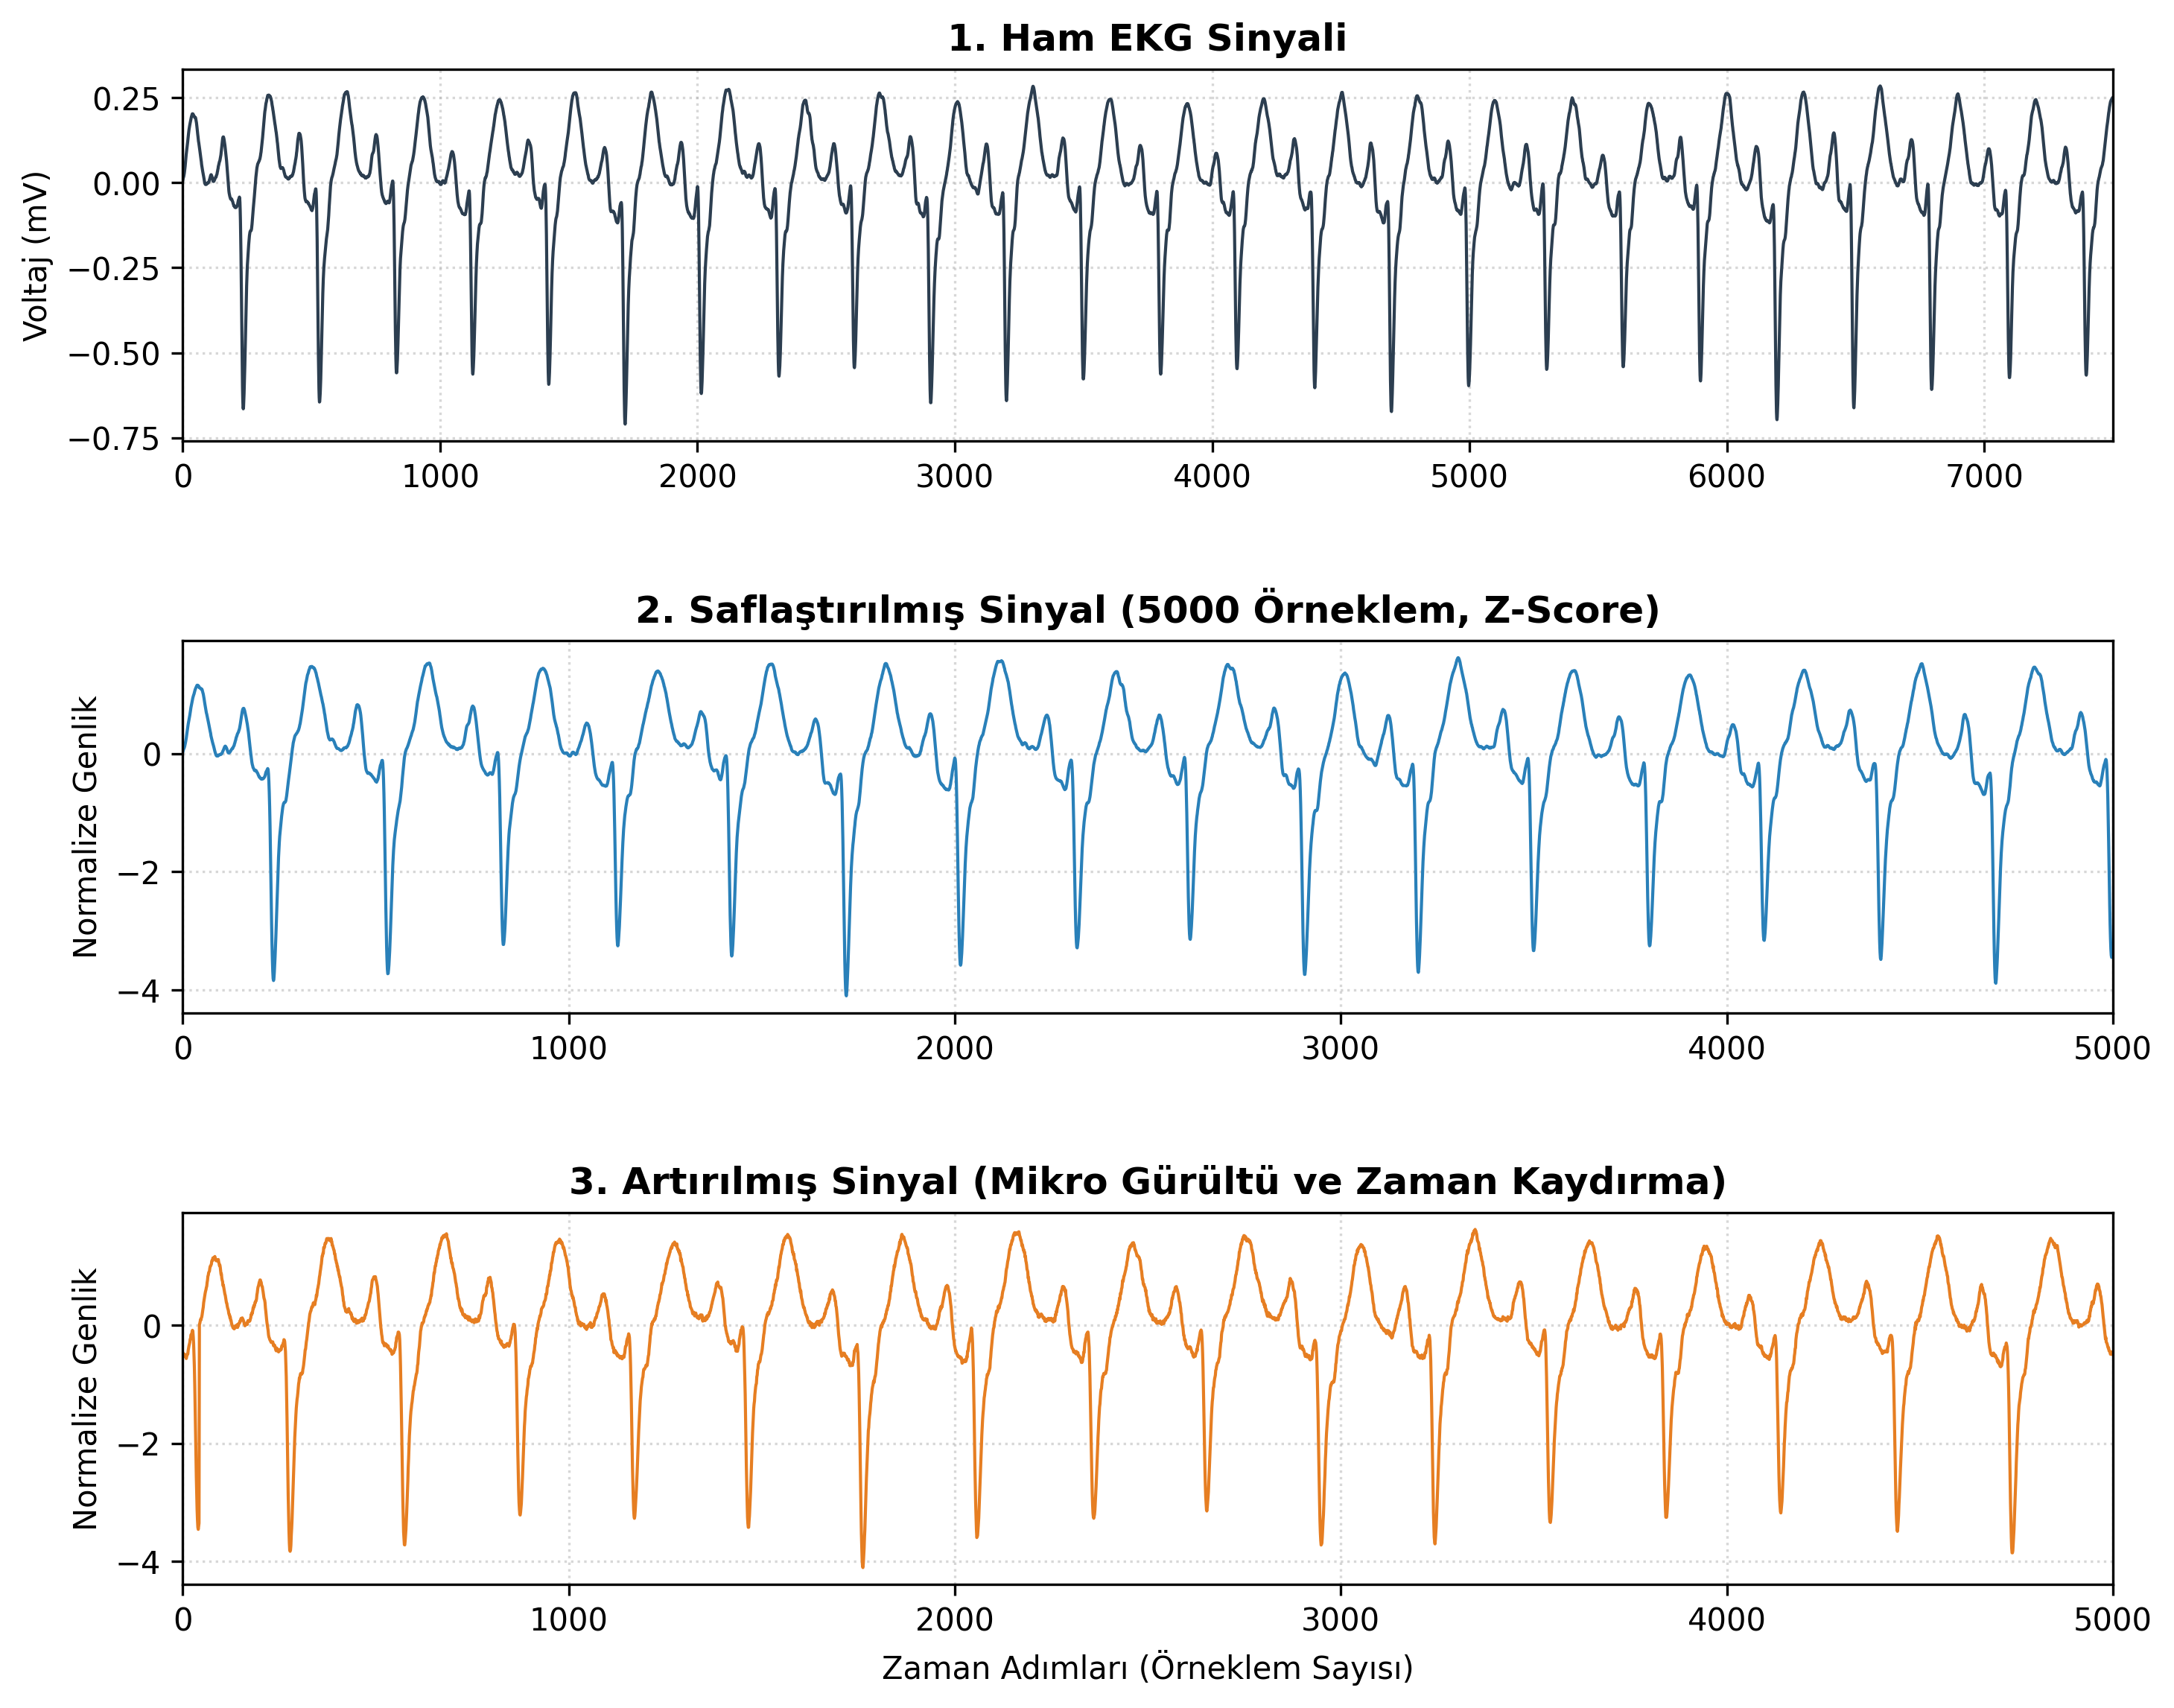 1. Ham EKG Sinyali
Voltaj (mV)
0.25
0.00
−0.25
−0.50
−0.75
0 1000 2000 3000 4000 5000 6000 7000
2. Saflaştırılmış Sinyal (5000 Örneklem, Z-Score)
Normalize Genlik
0
−2
−4
0 1000 2000 3000 4000 5000
3. Artırılmış Sinyal (Mikro Gürültü ve Zaman Kaydırma)
Normalize Genlik
0
−2
−4
0 1000 2000 3000 4000 5000
Zaman Adımları (Örneklem Sayısı)